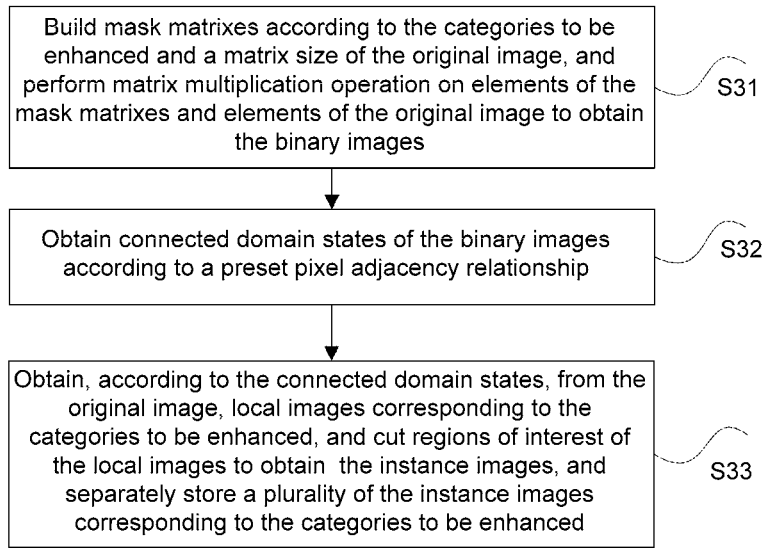 Build mask matrixes according to the categories to be
enhanced and a matrix size of the original image, and
perform matrix multiplication operation on elements of the
mask matrixes and elements of the original image to obtain
the binary images
S31
Obtain connected domain states of the binary images
according to a preset pixel adjacency relationship
S32
Obtain, according to the connected domain states, from the
original image, local images corresponding to the
categories to be enhanced, and cut regions of interest of
the local images to obtain the instance images, and
separately store a plurality of the instance images
corresponding to the categories to be enhanced
S33